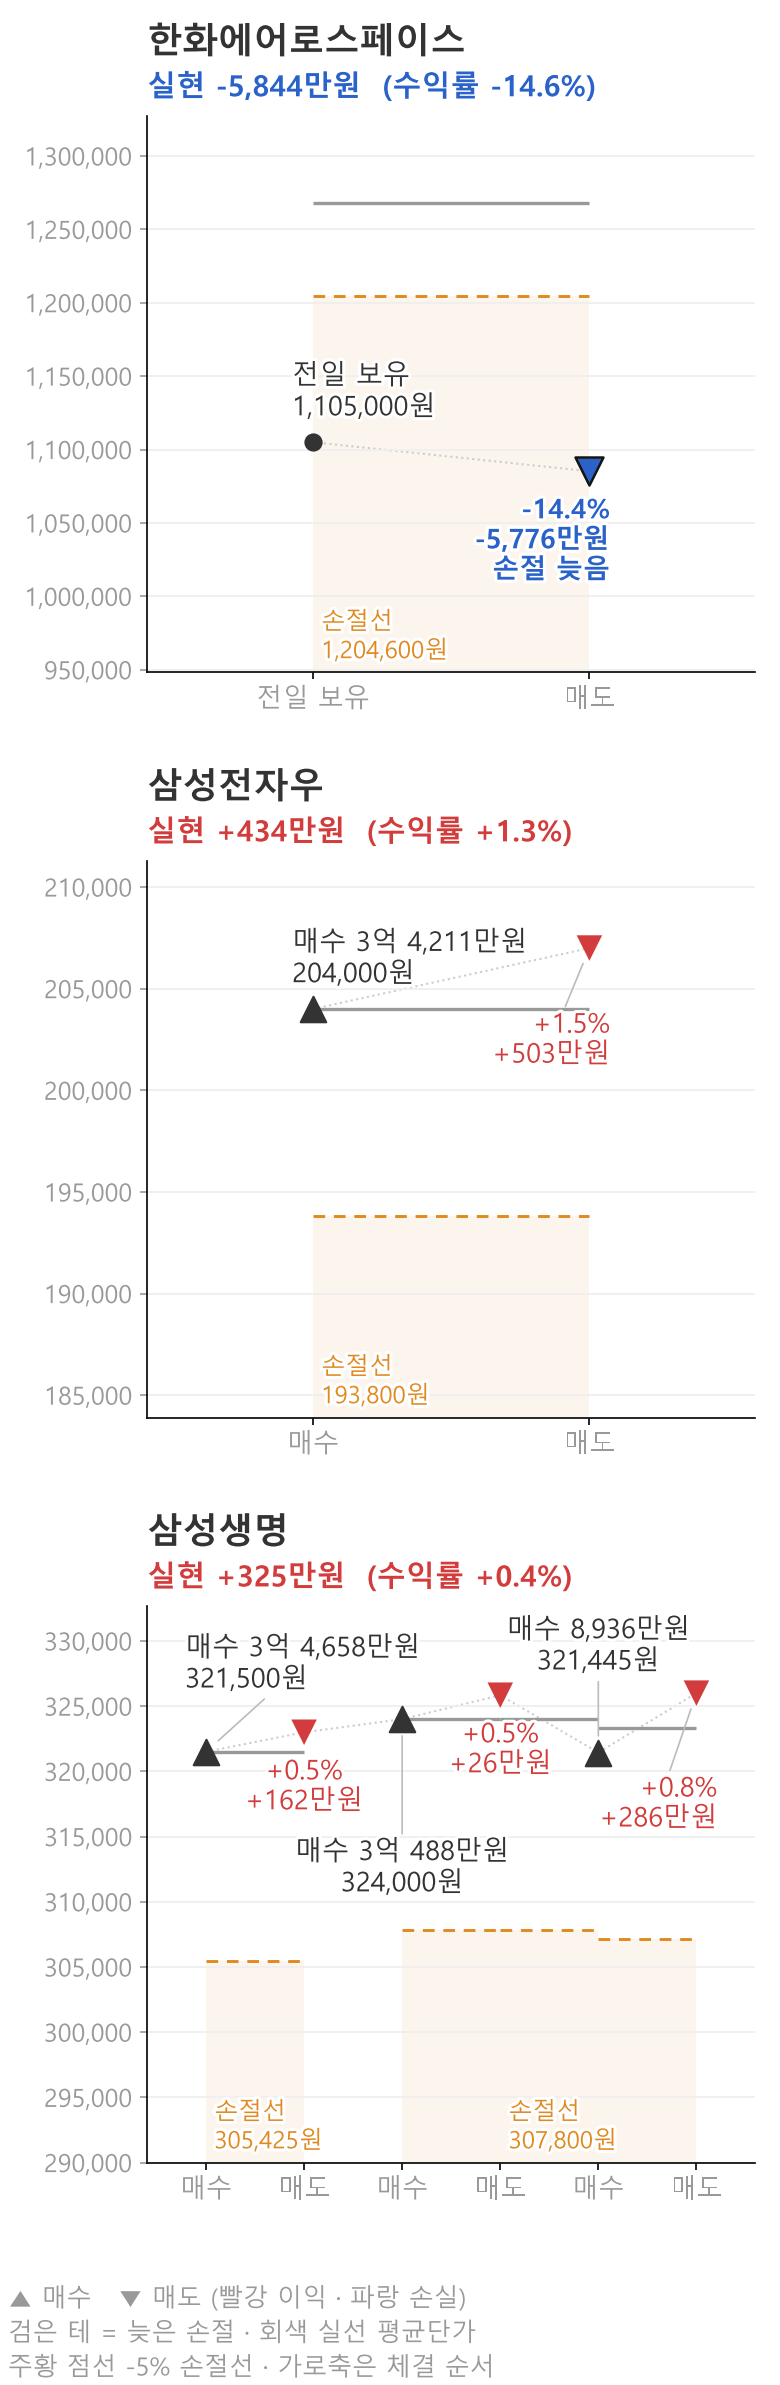 한화에어로스페이스
실현 -5,844만원 (수익률 -14.6%)
1,300,000
1,250,000
1,200,000
1,150,000
1,100,000
1,050,000
1,000,000
950,000
전일 보유
1,105,000원
-14.4%
-5,776만원
손절 늦음
손절선
1,204,600원
전일 보유
매도
삼성전자우
실현 +434만원 (수익률 +1.3%)
210,000
205,000
200,000
195,000
190,000
185,000
매수 3억 4,211만원
204,000원
+1.5%
+503만원
손절선
193,800원
매수
매도
삼성생명
실현 +325만원 (수익률 +0.4%)
330,000
325,000
320,000
315,000
310,000
305,000
300,000
295,000
290,000
매수 3억 4,658만원
321,500원
+0.5%
+162만원
매수 3억 488만원
324,000원
+0.5%
+26만원
매수 8,936만원
321,445원
+0.8%
+286만원
손절선
305,425원
손절선
307,800원
매수
매도
매수
매도
매수
매도
▲ 매수 ▼ 매도 (빨강 이익 · 파랑 손실)
검은 테 = 늦은 손절 · 회색 실선 평균단가
주황 점선 -5% 손절선 · 가로축은 체결 순서